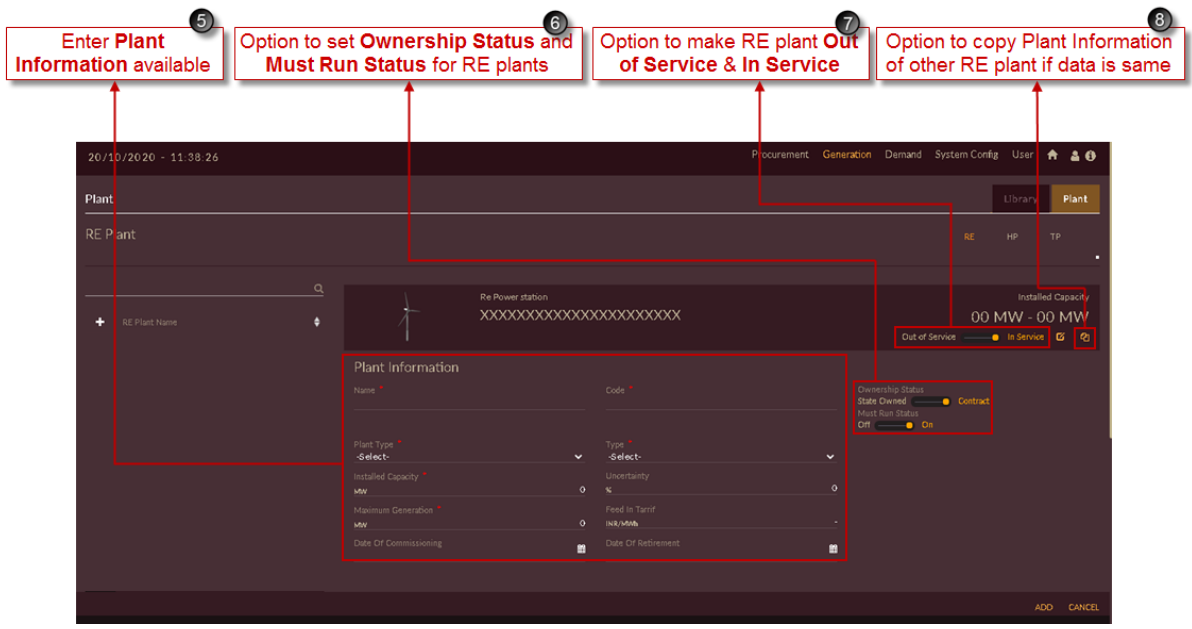 5
6
7
8
Enter Plant
Information available
Option to set Ownership Status and
Must Run Status for RE plants
Option to make RE plant Out
of Service & In Service
Option to copy Plant Information
of other RE plant if data is same
20/10/2020 - 11:38:26
Procurement Generation Demand System Config User
Plant
Library Plant
RE Plant
RE HP TP
RE Plant Name
Re Power station
XXXXXXXXXXXXXXXXXXXXXXX
Installed Capacity
00 MW - 00 MW
Out of Service In Service
Plant Information
Name *
Code *
Ownership Status
State Owned Contract
Must Run Status
Off On
Plant Type *
-Select-
Type *
-Select-
Installed Capacity *
MW 0
Uncertainty
% 0
Maximum Generation *
MW 0
Feed In Tarrif
INR/MWh -
Date Of Commissioning
Date Of Retirement
ADD CANCEL